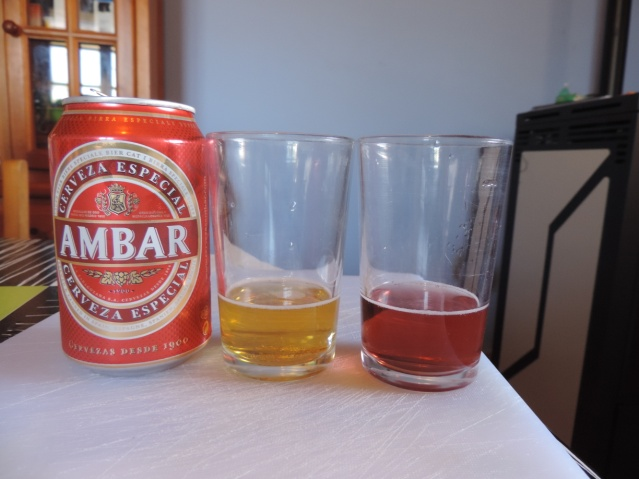 CERVEZA ESPECIAL
AMBAR
CERVEZA ESPECIAL
CERVEZAS DESDE 1900